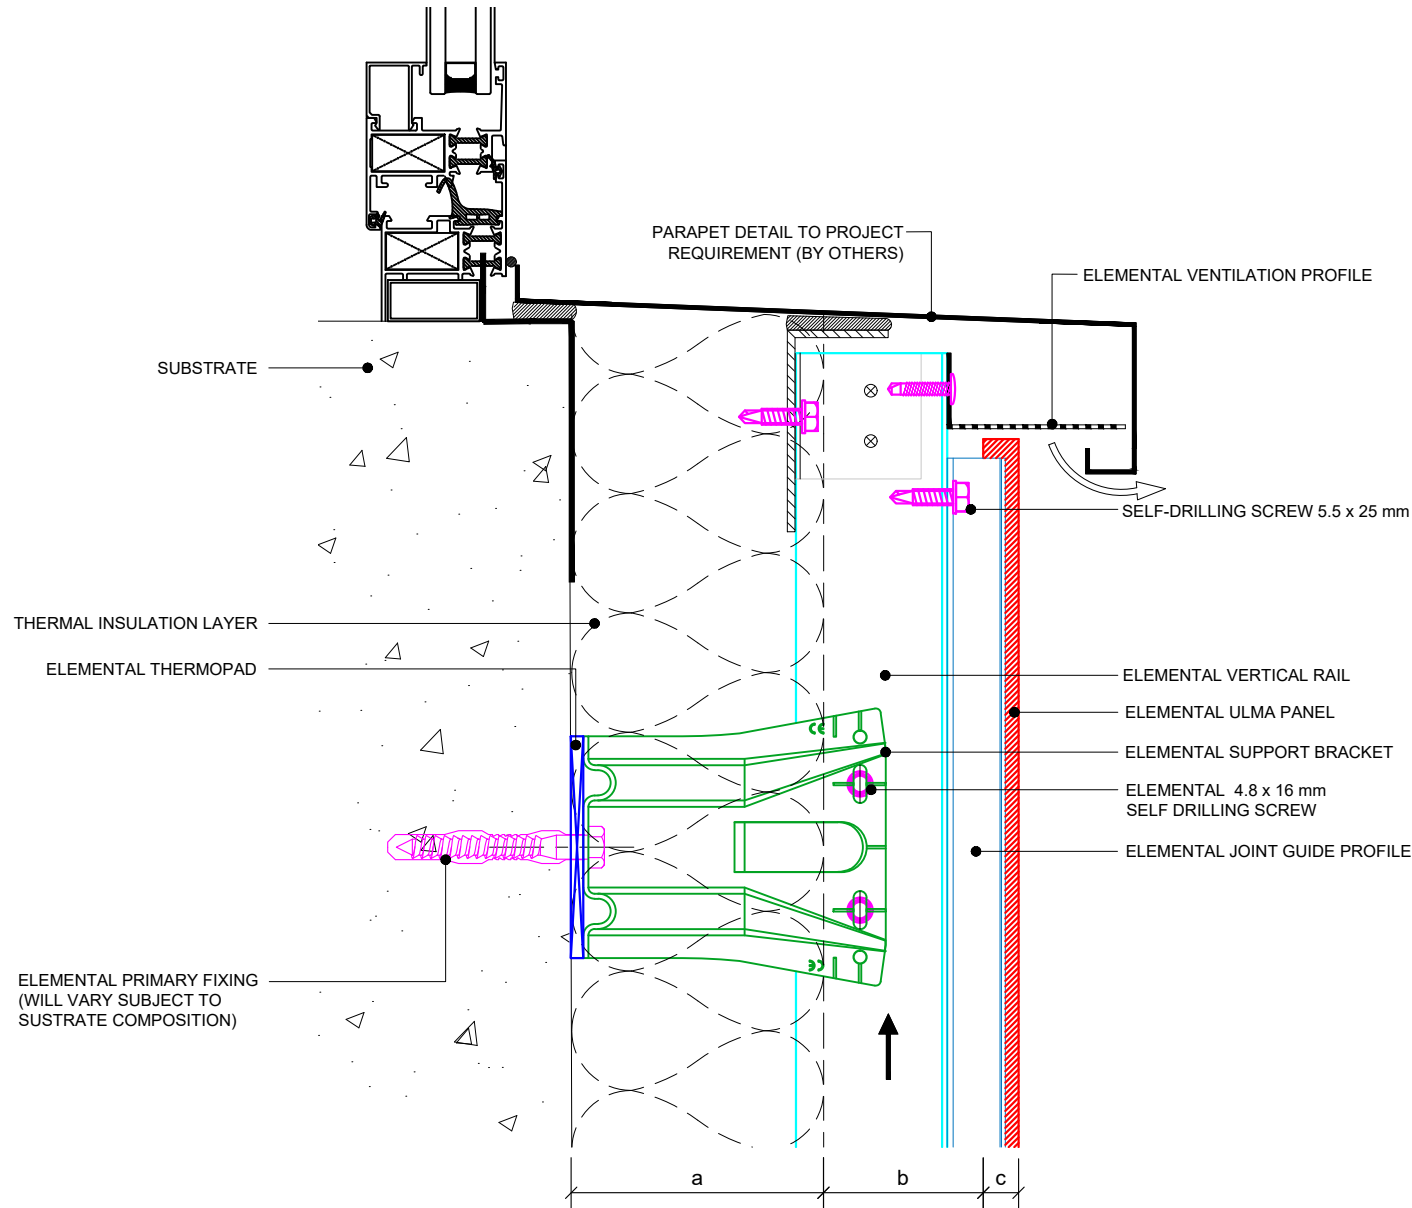 PARAPET DETAIL TO PROJECT
REQUIREMENT (BY OTHERS)
ELEMENTAL VENTILATION PROFILE
SUBSTRATE
SELF-DRILLING SCREW 5.5 x 25 mm
THERMAL INSULATION LAYER
ELEMENTAL THERMOPAD
ELEMENTAL VERTICAL RAIL
ELEMENTAL ULMA PANEL
CE
ELEMENTAL SUPPORT BRACKET
ELEMENTAL 4.8 x 16 mm
SELF DRILLING SCREW
ELEMENTAL JOINT GUIDE PROFILE
CE
ELEMENTAL PRIMARY FIXING
(WILL VARY SUBJECT TO
SUSTRATE COMPOSITION)
a b c